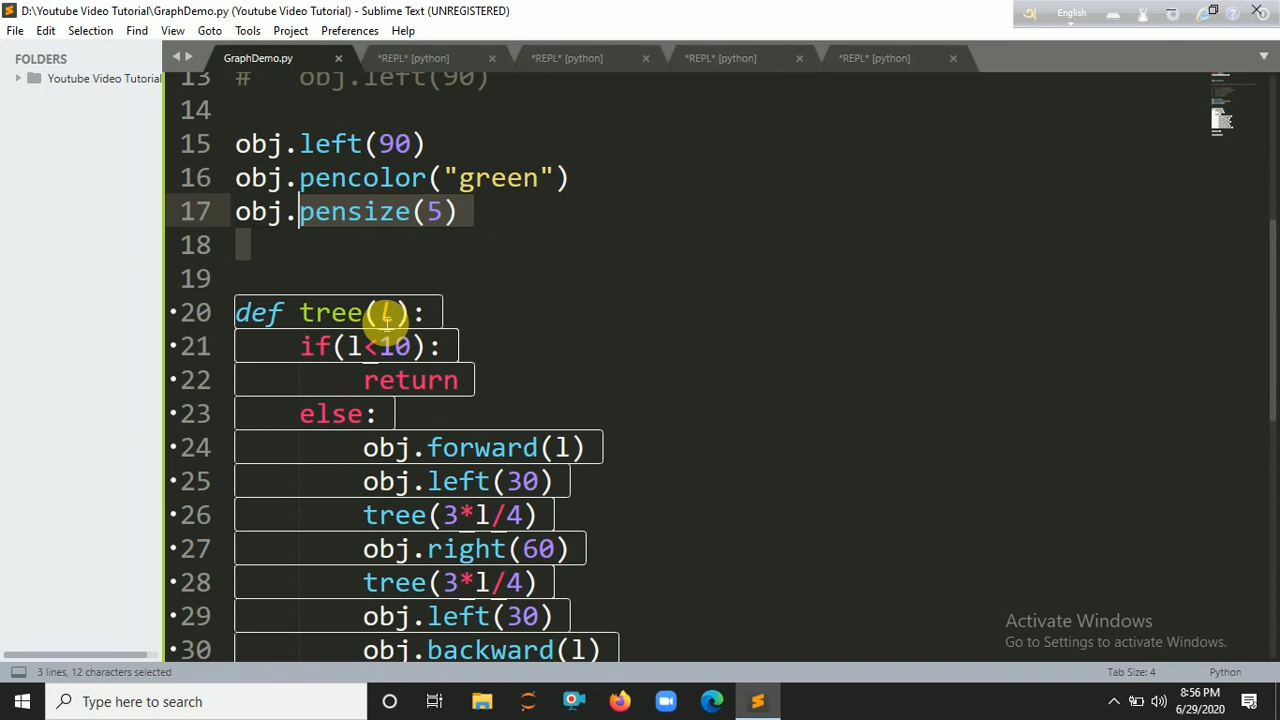 D:\Youtube Video Tutorial\GraphDemo.py (Youtube Video Tutorial) - Sublime Text (UNREGISTERED)
English
File Edit Selection Find View Goto Tools Project Preferences Help
FOLDERS
Youtube Video Tutorial
GraphDemo.py
*REPL* [python]
*REPL* [python]
*REPL* [python]
*REPL* [python]
13 # obj.left(90)
14
15 obj.left(90)
16 obj.pencolor("green")
17 obj.pensize(5)
18
19
20 def tree(l):
21 if(l<10):
22 return
23 else:
24 obj.forward(l)
25 obj.left(30)
26 tree(3*l/4)
27 obj.right(60)
28 tree(3*l/4)
29 obj.left(30)
30 obj.backward(l)
Activate Windows
Go to Settings to activate Windows.
3 lines, 12 characters selected
Tab Size: 4
Python
Type here to search
8:56 PM
6/29/2020